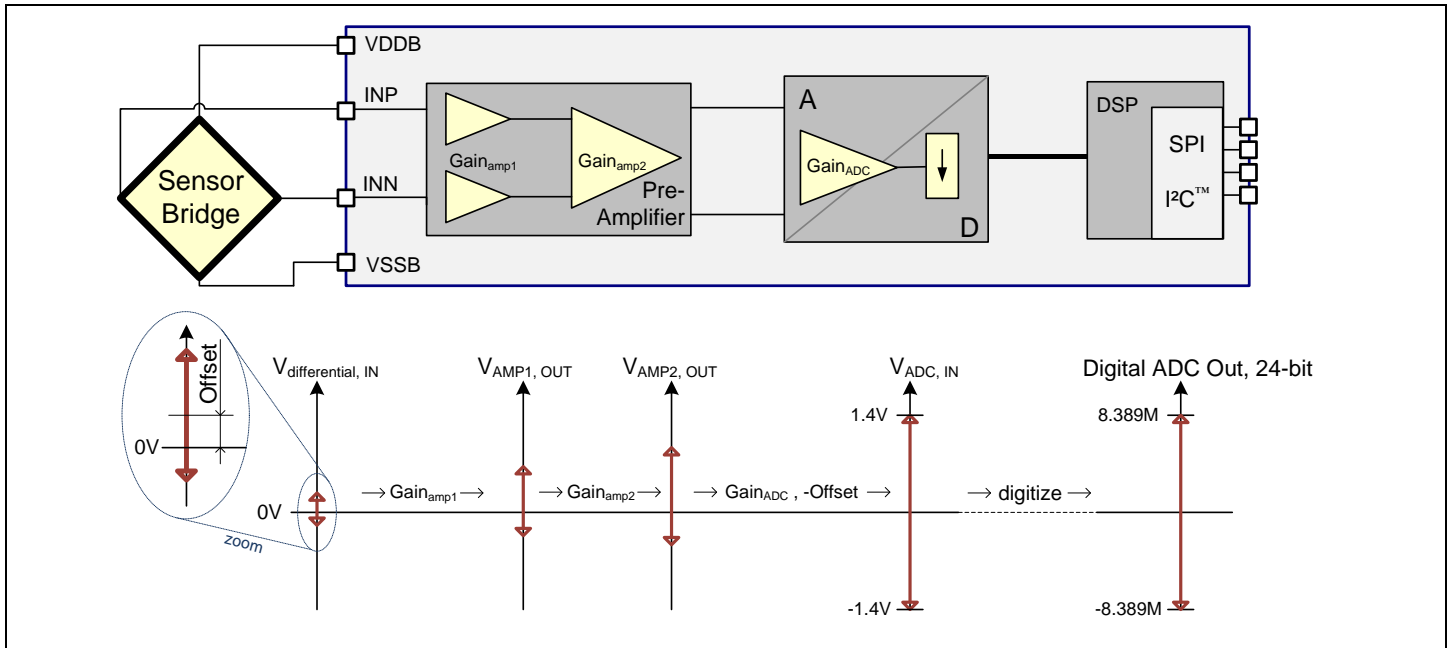 VDDB
INP
INN
VSSB
Sensor
Bridge
Gainamp1
Gainamp2
Pre-
Amplifier
A
GainADC
D
DSP
SPI
I²C™
Offset
0V
zoom
Vdifferential, IN
VAMP1, OUT
VAMP2, OUT
VADC, IN
Digital ADC Out, 24-bit
1.4V
8.389M
0V
→ Gainamp1 →
→ Gainamp2 →
→ GainADC , -Offset →
→ digitize →
-1.4V
-8.389M